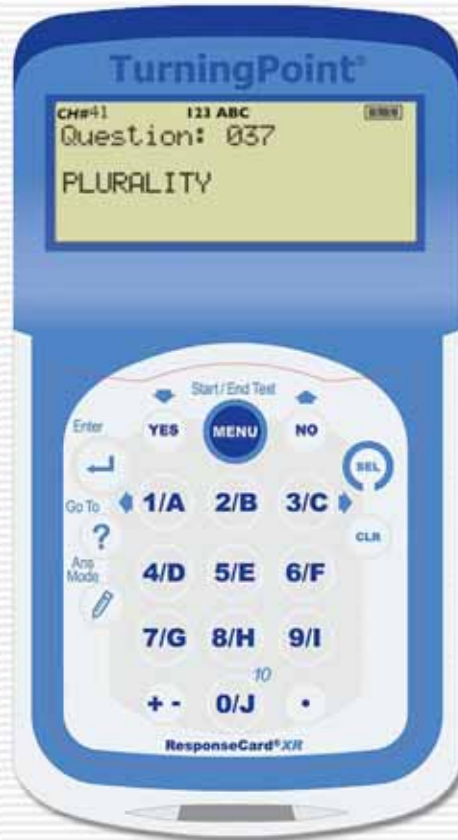 TurningPoint®
CH#41 123 ABC
Question: 037
PLURALITY
Start/End Test
Enter YES MENU NO
SEL
Go To 1/A 2/B 3/C
? CLR
Ans Mode 4/D 5/E 6/F
7/G 8/H 9/I
10
+ - 0/J •
ResponseCard®XR